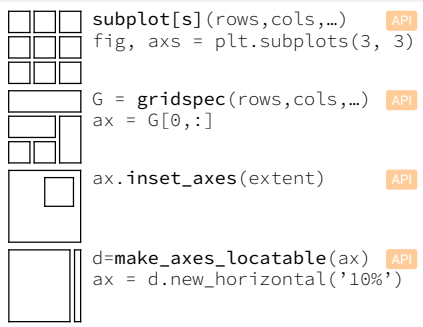 subplot[s](rows,cols,…) API
fig, axs = plt.subplots(3, 3)
G = gridspec(rows,cols,…) API
ax = G[0,:]
ax.inset_axes(extent) API
d=make_axes_locatable(ax) API
ax = d.new_horizontal(’10%’)